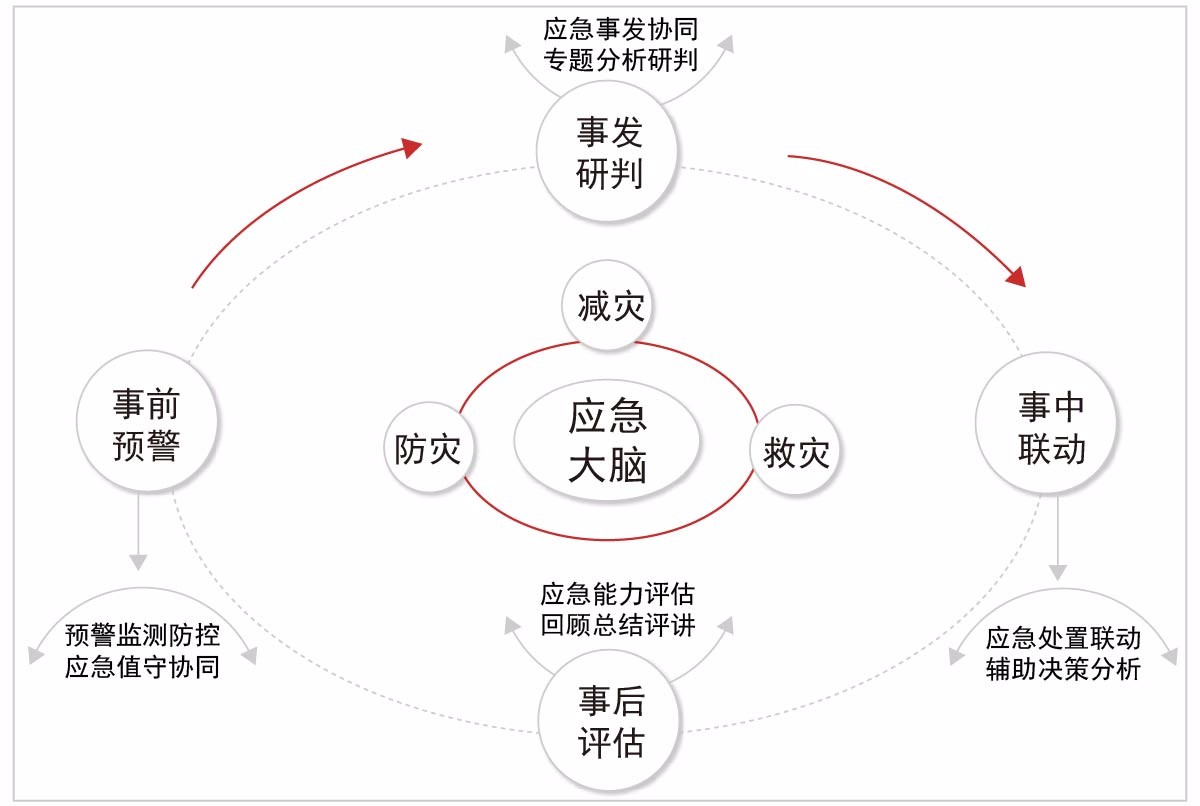 应急事发协同
专题分析研判
事发
研判
减灾
事前
预警
防灾
应急
大脑
救灾
事中
联动
预警监测防控
应急值守协同
应急能力评估
回顾总结评讲
应急处置联动
辅助决策分析
事后
评估